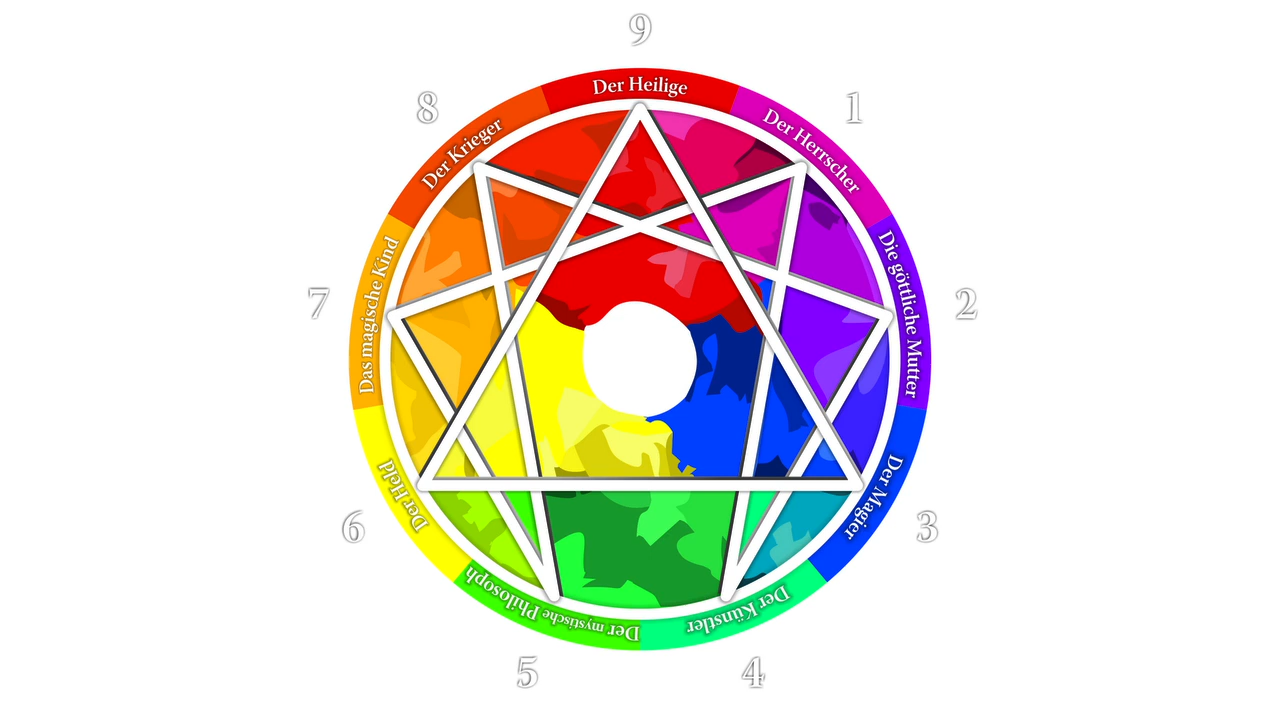 9
Der Heilige
1
Der Herrscher
2
Die göttliche Mutter
3
Der Magier
4
Der Künstler
5
Der mystische Philosoph
6
Der Held
7
Das magische Kind
8
Der Krieger